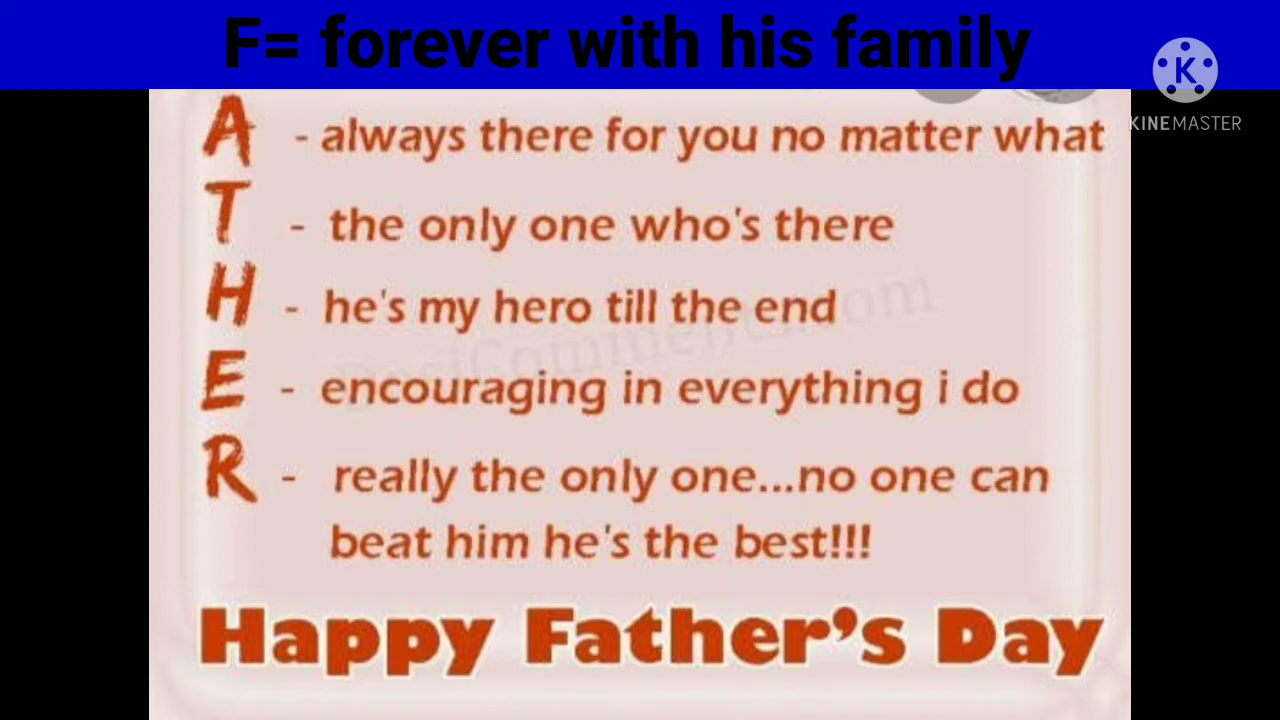 F= forever with his family
K
KINEMASTER
A - always there for you no matter what
T - the only one who's there
H - he's my hero till the end
E - encouraging in everything i do
R - really the only one...no one can
beat him he's the best!!!
DesiComments.com
Happy Father's Day